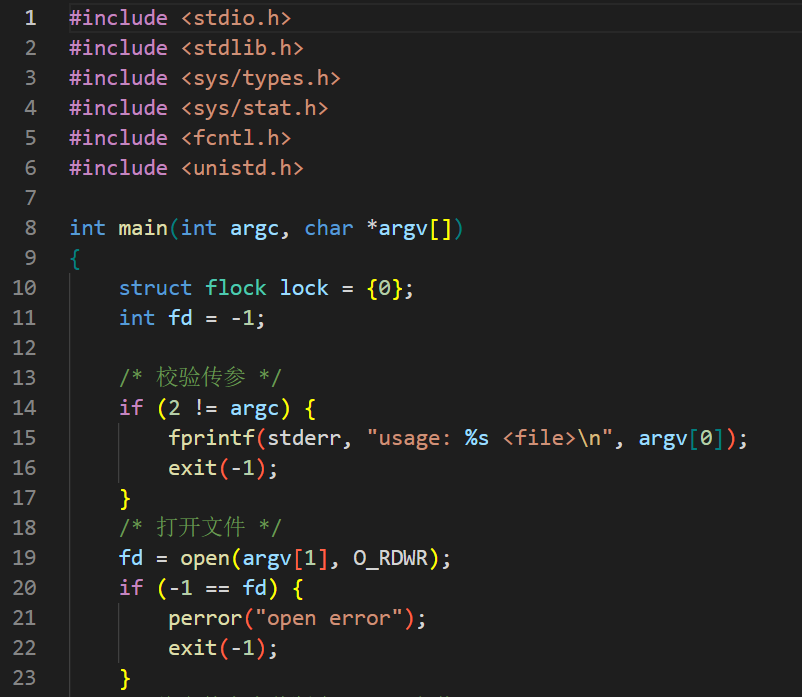 1 #include <stdio.h>
2 #include <stdlib.h>
3 #include <sys/types.h>
4 #include <sys/stat.h>
5 #include <fcntl.h>
6 #include <unistd.h>
7
8 int main(int argc, char *argv[])
9 {
10     struct flock lock = {0};
11     int fd = -1;
12
13     /* 校验传参 */
14     if (2 != argc) {
15         fprintf(stderr, "usage: %s <file>\n", argv[0]);
16         exit(-1);
17     }
18     /* 打开文件 */
19     fd = open(argv[1], O_RDWR);
20     if (-1 == fd) {
21         perror("open error");
22         exit(-1);
23     }